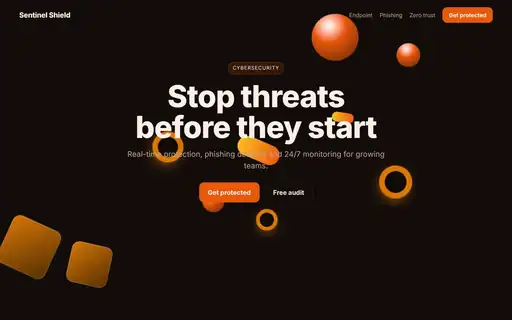 Sentinel Shield
Endpoint Phishing Zero trust Get protected
CYBERSECURITY
Stop threats
before they start
Real-time protection, phishing and 24/7 monitoring for growing
teams.
Get protected Free audit